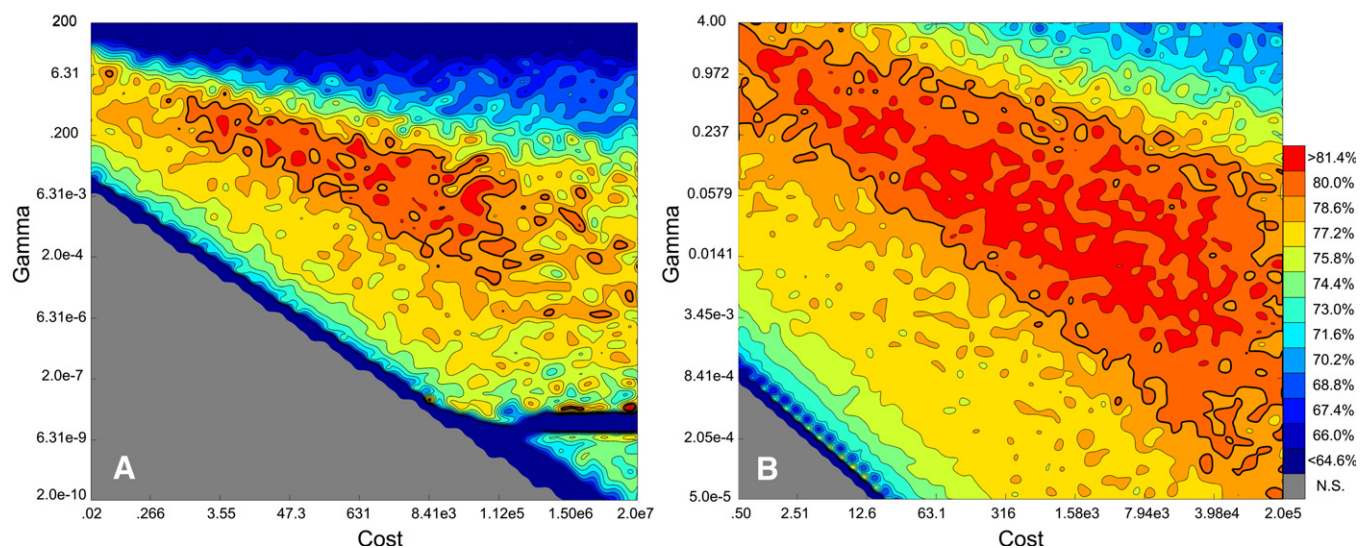 200
6.31
.200
6.31e-3
2.0e-4
6.31e-6
2.0e-7
6.31e-9
2.0e-10
Gamma
A
.02 .266 3.55 47.3 631 8.41e3 1.12e5 1.50e6 2.0e7
Cost
4.00
0.972
0.237
0.0579
0.0141
3.45e-3
8.41e-4
2.05e-4
5.0e-5
Gamma
B
.50 2.51 12.6 63.1 316 1.58e3 7.94e3 3.98e4 2.0e5
Cost
>81.4%
80.0%
78.6%
77.2%
75.8%
74.4%
73.0%
71.6%
70.2%
68.8%
67.4%
66.0%
<64.6%
N.S.